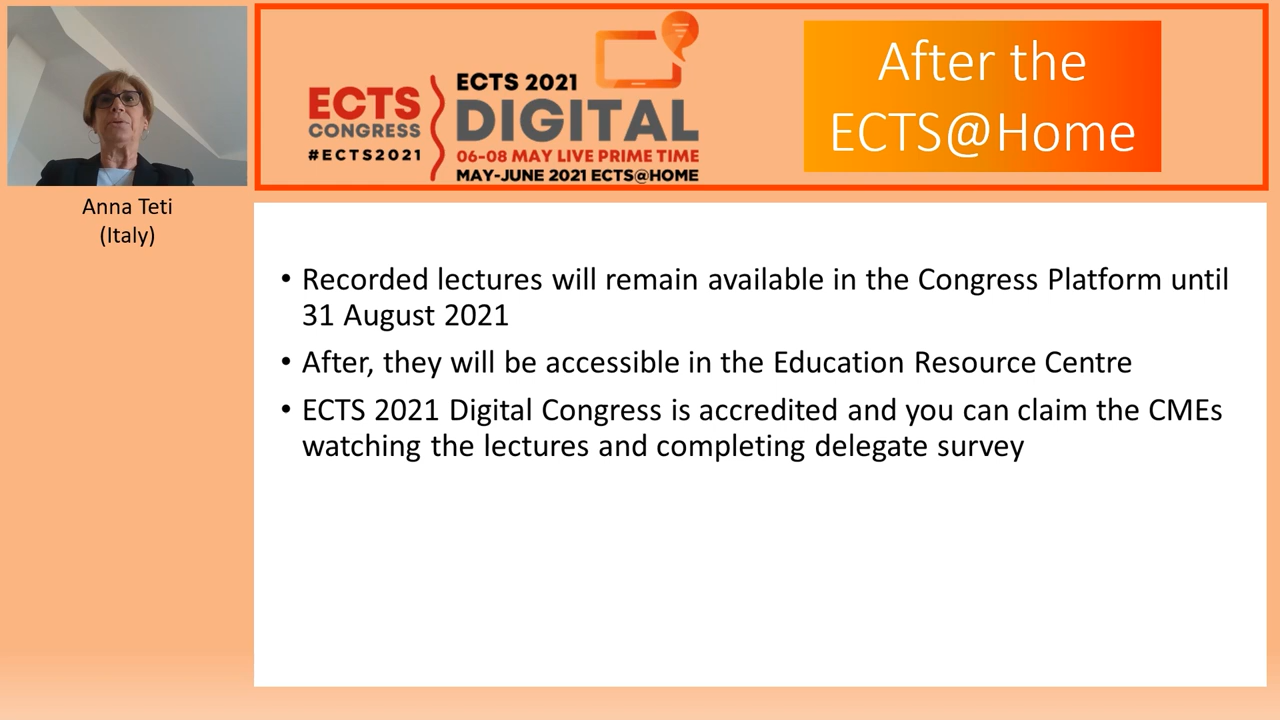 Anna Teti
(Italy)
ECTS
CONGRESS
#ECTS2021
ECTS 2021
DIGITAL
06-08 MAY LIVE PRIME TIME
MAY-JUNE 2021 ECTS@HOME
After the
ECTS@Home
• Recorded lectures will remain available in the Congress Platform until
31 August 2021
• After, they will be accessible in the Education Resource Centre
• ECTS 2021 Digital Congress is accredited and you can claim the CMEs
watching the lectures and completing delegate survey